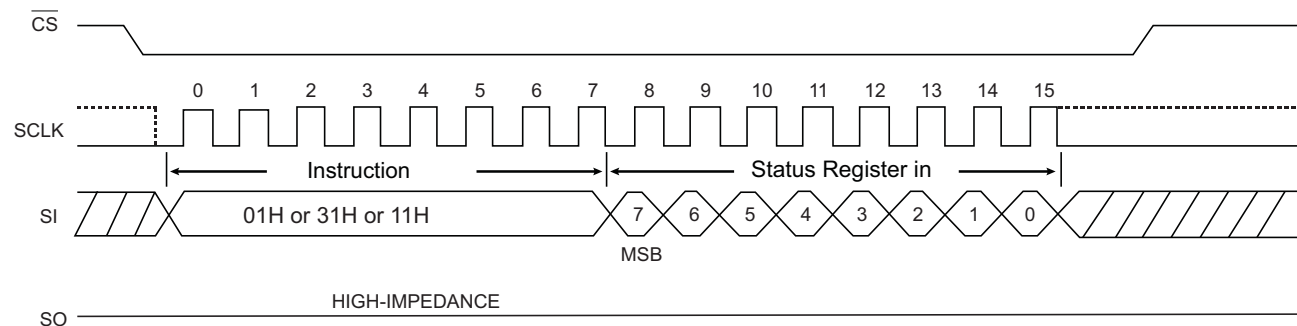 CS
0 1 2 3 4 5 6 7 8 9 10 11 12 13 14 15
SCLK
Instruction Status Register in
SI 01H or 31H or 11H 7 6 5 4 3 2 1 0
MSB
HIGH-IMPEDANCE
SO